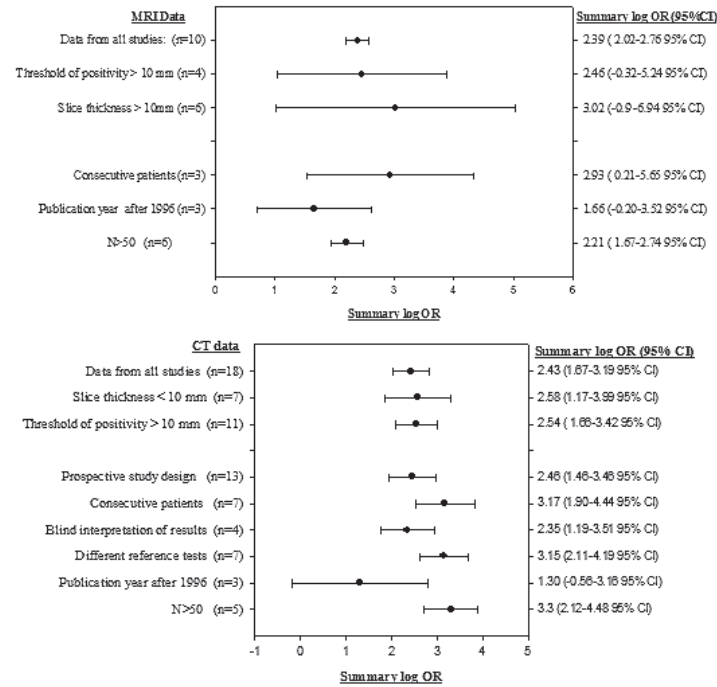 MRI Data Summary log OR (95%CI)
Data from all studies: (n=10) 2.39 ( 2.02-2.76 95% CI)
Threshold of positivity > 10 mm (n=4) 2.46 (-0.32-5.24 95% CI)
Slice thickness > 10mm (n=6) 3.02 (-0.9-6.94 95% CI)
Consecutive patients (n=3) 2.93 ( 0.21-5.65 95% CI)
Publication year after 1996 (n=3) 1.66 (-0.20-3.52 95% CI)
N>50 (n=6) 2.21 ( 1.67-2.74 95% CI)
0 1 2 3 4 5 6
Summary log OR
CT data Summary log OR (95% CI)
Data from all studies (n=18) 2.43 (1.67-3.19 95% CI)
Slice thickness < 10 mm (n=7) 2.58 (1.17-3.99 95% CI)
Threshold of positivity > 10 mm (n=11) 2.54 ( 1.66-3.42 95% CI)
Prospective study design (n=13) 2.46 (1.46-3.46 95% CI)
Consecutive patients (n=7) 3.17 (1.90-4.44 95% CI)
Blind interpretation of results (n=4) 2.35 (1.19-3.51 95% CI)
Different reference tests (n=7) 3.15 (2.11-4.19 95% CI)
Publication year after 1996 (n=3) 1.30 (-0.56-3.16 95% CI)
N>50 (n=5) 3.3 (2.12-4.48 95% CI)
-1 0 1 2 3 4 5
Summary log OR